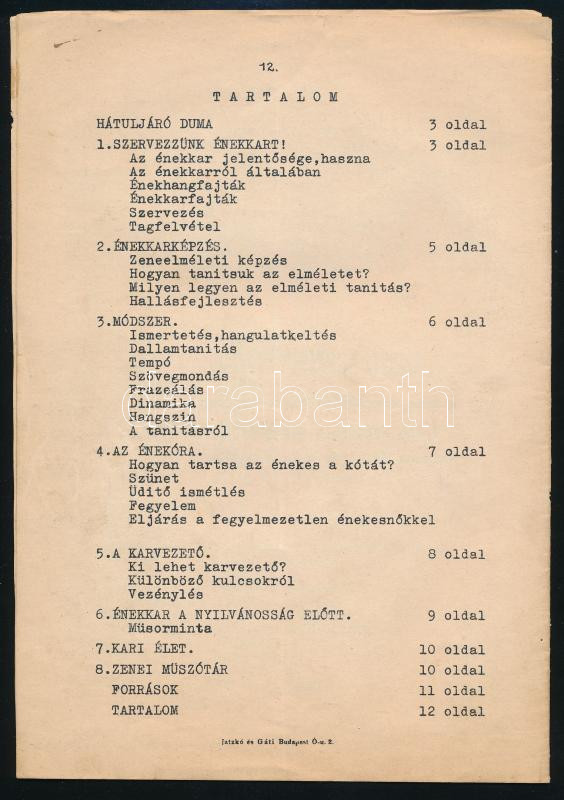 12.
TARTALOM
HÁTULJÁRÓ DUMA 3 oldal
1.SZERVEZZÜNK ÉNEKKART! 3 oldal
Az énekkar jelentősége,haszna
Az énekkarról általában
Énekhangfajták
Énekkarfajták
Szervezés
Tagfelvétel
2.ÉNEKKARKÉPZÉS. 5 oldal
Zeneelméleti képzés
Hogyan tanitsuk az elméletet?
Milyen legyen az elméleti tanitás?
Hallásfejlesztés
3.MÓDSZER. 6 oldal
Ismertetés,hangulatkeltés
Dallamtanitás
Tempó
Szövegmondás
Frazeálás
Dinamika
Hangszin
A tanitásról
darabanth
4.AZ ÉNEKÓRA. 7 oldal
Hogyan tartsa az énekes a kótát?
Szünet
Üditő ismétlés
Fegyelem
Eljárás a fegyelmezetlen énekesnőkkel
5.A KARVEZETŐ. 8 oldal
Ki lehet karvezető?
Különböző kulcsokról
Vezénylés
6.ÉNEKKAR A NYILVÁNOSSÁG ELŐTT. 9 oldal
Müsorminta
7.KARI ÉLET. 10 oldal
8.ZENEI MÜSZÓTÁR 10 oldal
FORRÁSOK 11 oldal
TARTALOM 12 oldal
Jatzkó és Gáti Budapest Ó-u. 2.